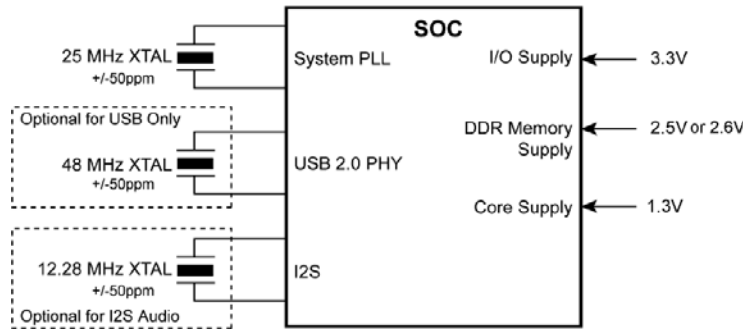 SOC
25 MHz XTAL
+/-50ppm
System PLL
I/O Supply
3.3V
Optional for USB Only
48 MHz XTAL
+/-50ppm
USB 2.0 PHY
DDR Memory
Supply
2.5V or 2.6V
Core Supply
1.3V
12.28 MHz XTAL
+/-50ppm
Optional for I2S Audio
I2S